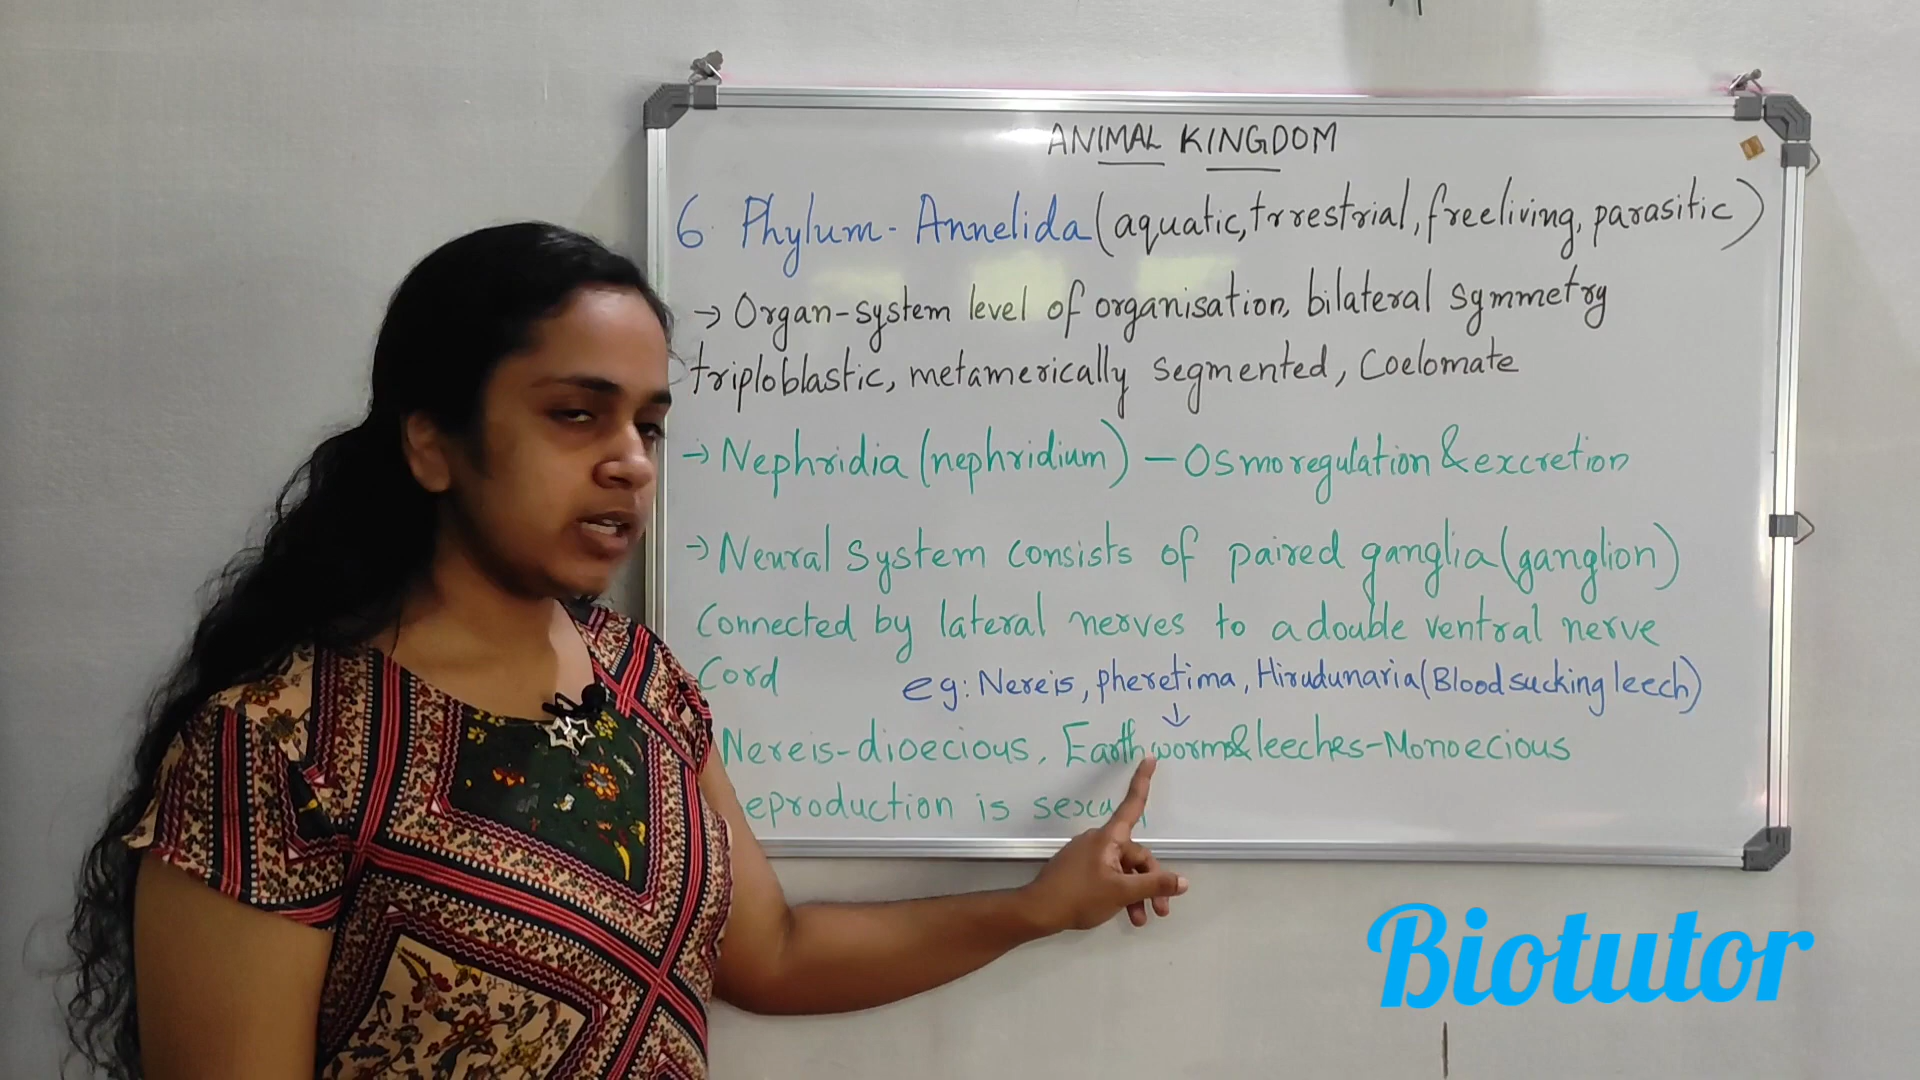 ANIMAL KINGDOM
6. Phylum - Annelida (aquatic, trrestrial, freeliving, parasitic)
→ Organ-system level of organisation, bilateral symmetry
triploblastic, metamerically segmented, Coelomate
→ Nephridia (nephridium) — Osmoregulation & excretion
→ Neural System consists of paired ganglia (ganglion)
Connected by lateral nerves to a double ventral nerve
Cord
eg: Nereis, pheretima, Hirudunaria (Blood sucking leech)
↓
Nereis-dioecious, Earthworm & leeches-Monoecious
eproduction is sexual
Biotutor